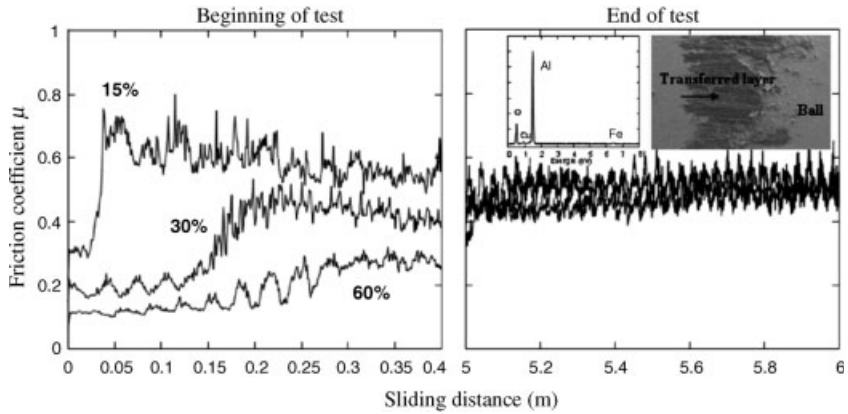 Beginning of test
End of test
Friction coefficient μ
1
0.8
0.6
0.4
0.2
0
15%
30%
60%
0 0.05 0.1 0.15 0.2 0.25 0.3 0.35 0.4
Al
O
Fe
Transferred layer
Ball
5 5.2 5.4 5.6 5.8 6
Sliding distance (m)